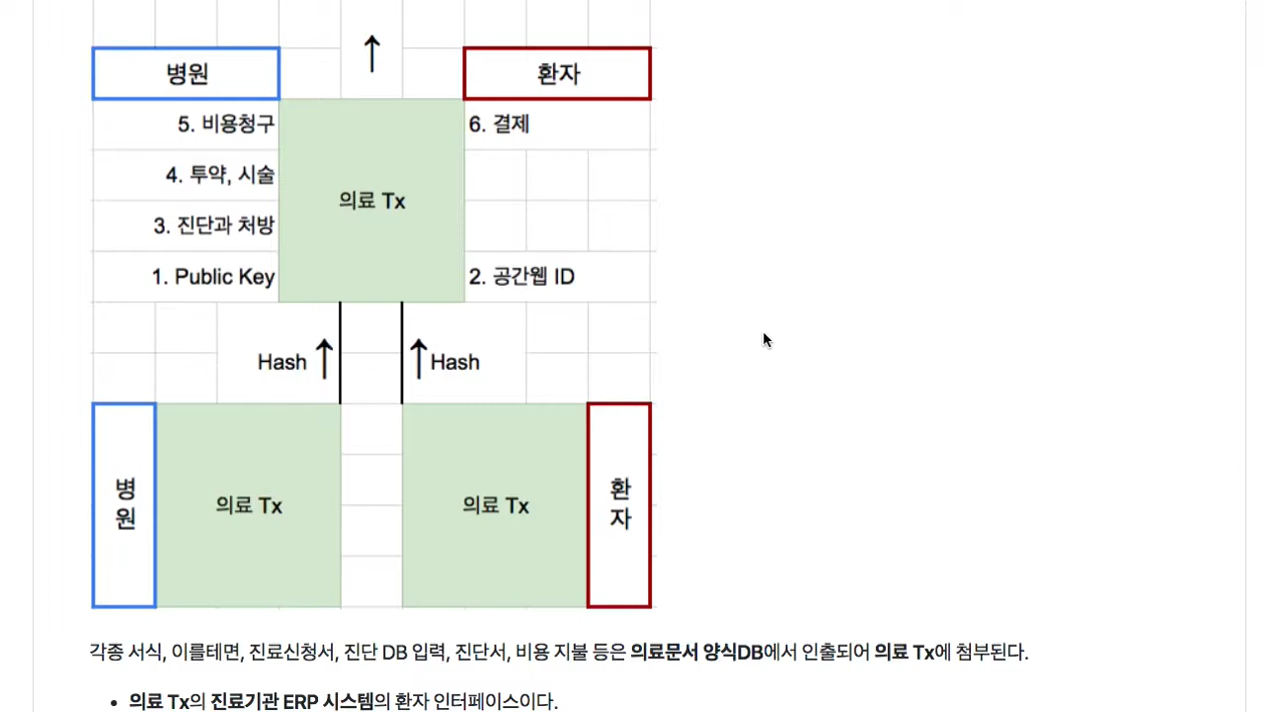 ↑
병원
환자
5. 비용청구
6. 결제
4. 투약, 시술
의료 Tx
3. 진단과 처방
1. Public Key
2. 공간웹 ID
Hash ↑
↑ Hash
병원
의료 Tx
의료 Tx
환자
각종 서식, 이를테면, 진료신청서, 진단 DB 입력, 진단서, 비용 지불 등은 의료문서 양식DB에서 인출되어 의료 Tx에 첨부된다.
• 의료 Tx의 진료기관 ERP 시스템의 환자 인터페이스이다.